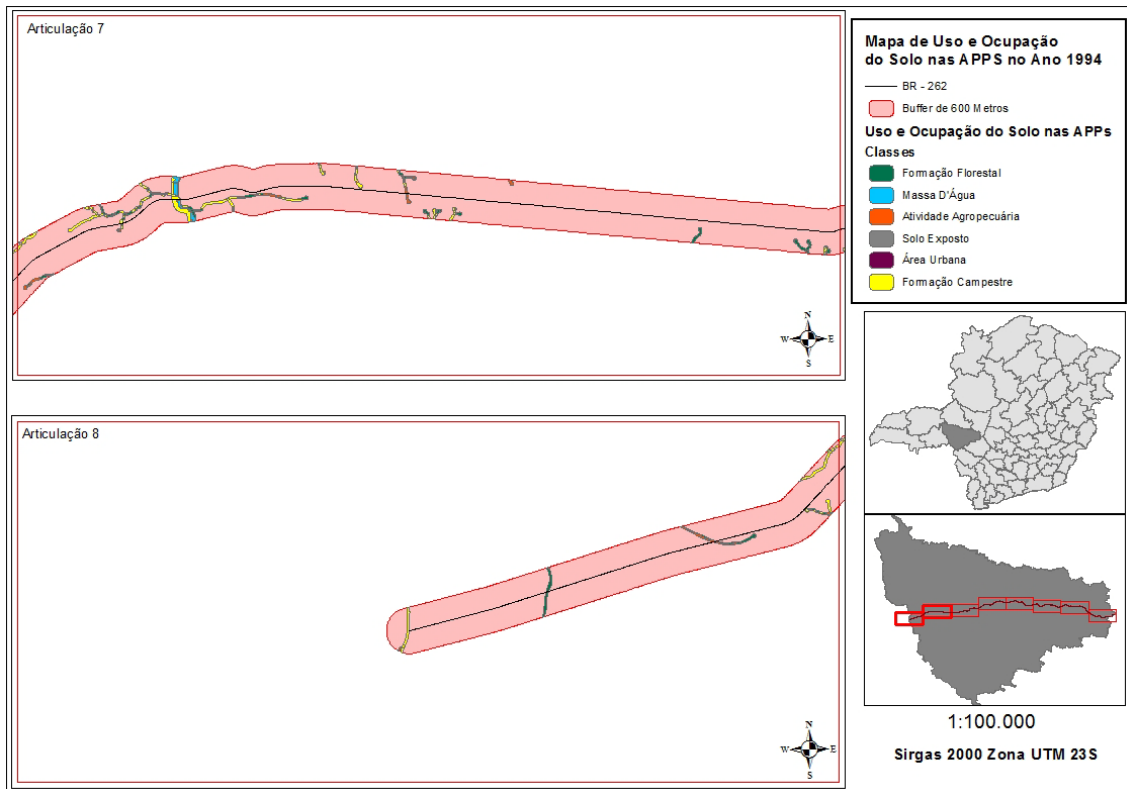 Articulação 7
N
W
E
S
Articulação 8
N
W
E
S
Mapa de Uso e Ocupação
do Solo nas APPS no Ano 1994
BR - 262
Buffer de 600 Metros
Uso e Ocupação do Solo nas APPs
Classes
Formação Florestal
Massa D'Água
Atividade Agropecuária
Solo Exposto
Área Urbana
Formação Campestre
1:100.000
Sirgas 2000 Zona UTM 23S